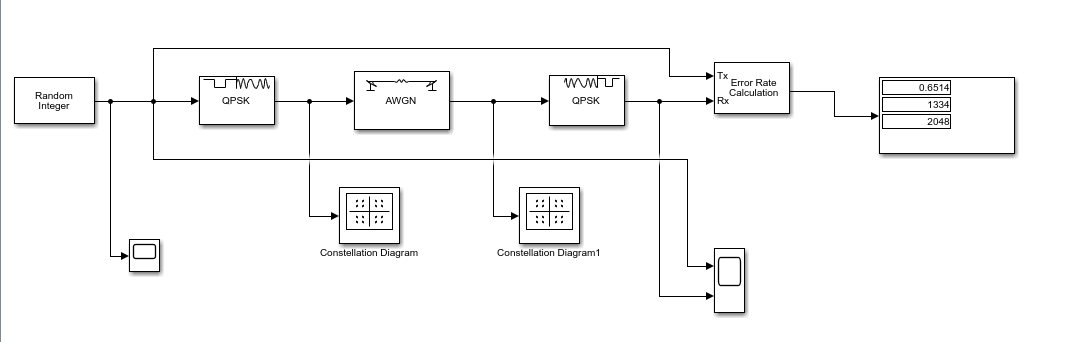 Random
Integer
QPSK
AWGN
QPSK
Tx
Error Rate
Calculation
Rx
0.6514
1334
2048
Constellation Diagram
Constellation Diagram1